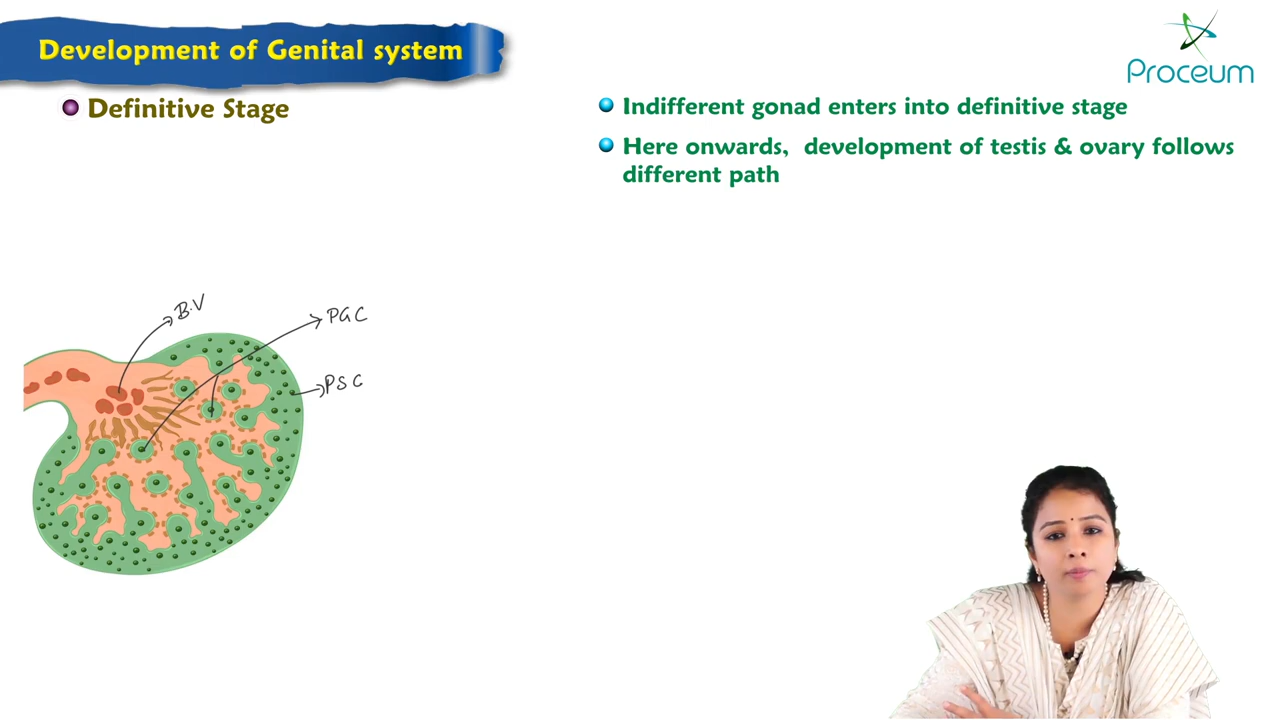 Development of Genital system
Proceum
Definitive Stage
Indifferent gonad enters into definitive stage
Here onwards, development of testis & ovary follows
different path
B.V
PGC
PSC